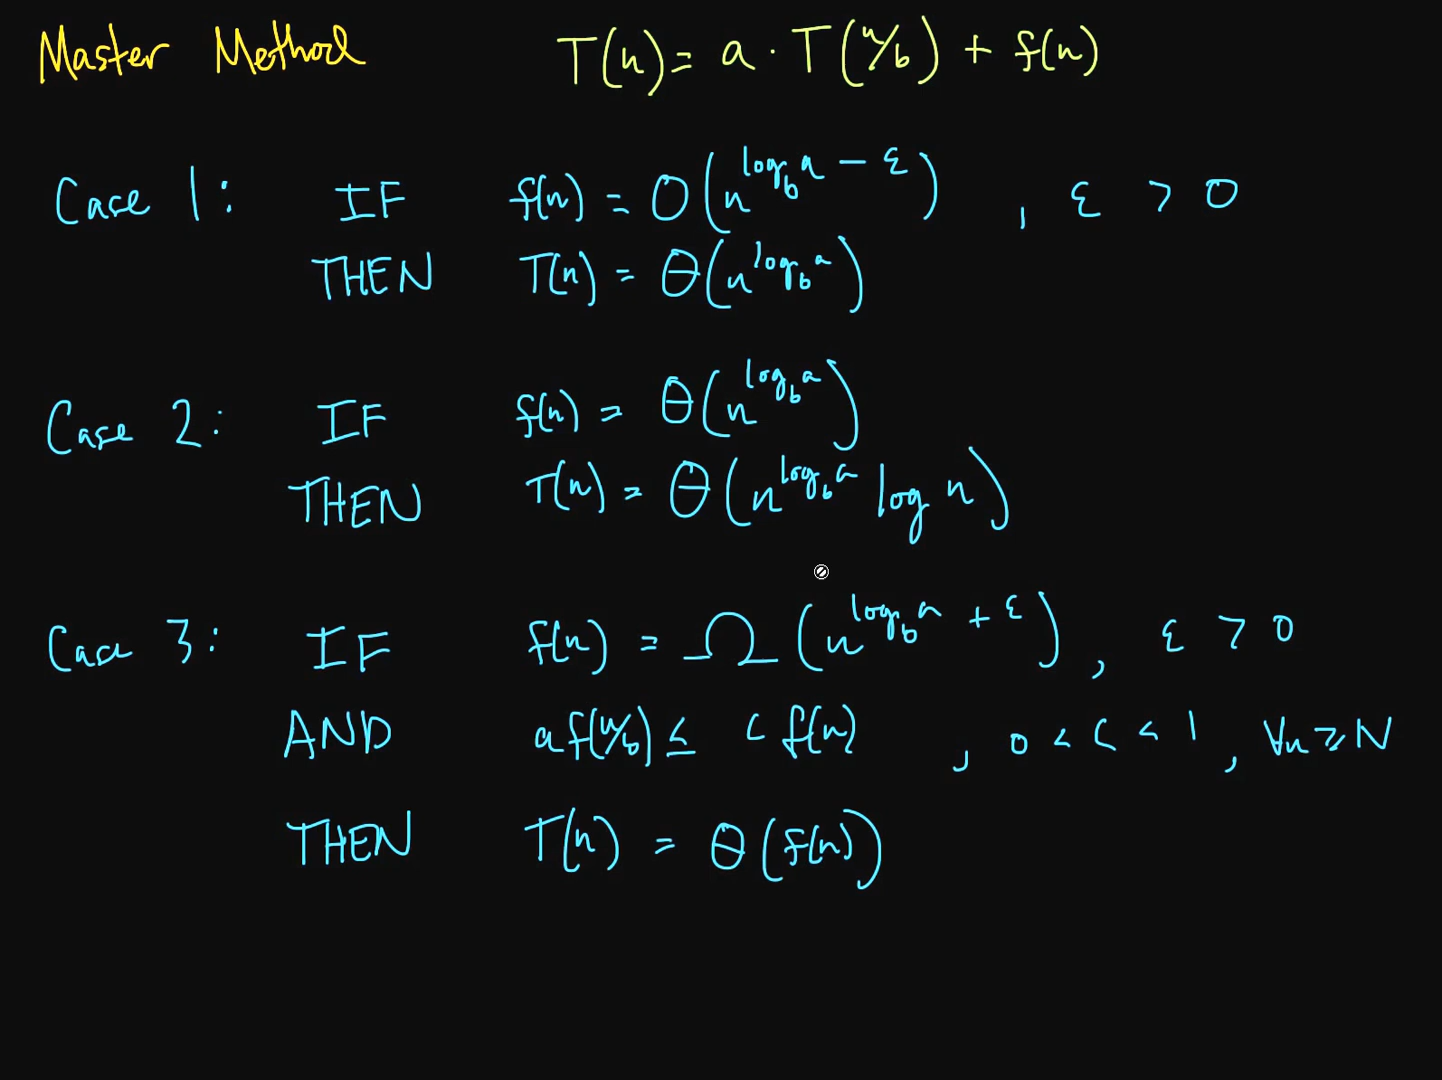 Master Method T(n) = a · T(n/b) + f(n)
Case 1: IF f(n) = O(n^{log_b a - ε}) , ε > 0
THEN T(n) = Θ(n^{log_b a})
Case 2: IF f(n) = Θ(n^{log_b a})
THEN T(n) = Θ(n^{log_b a} log n)
Case 3: IF f(n) = Ω(n^{log_b a + ε}) , ε > 0
AND a f(n/b) ≤ c f(n) , 0 < c < 1 , ∀n ≥ N
THEN T(n) = Θ(f(n))